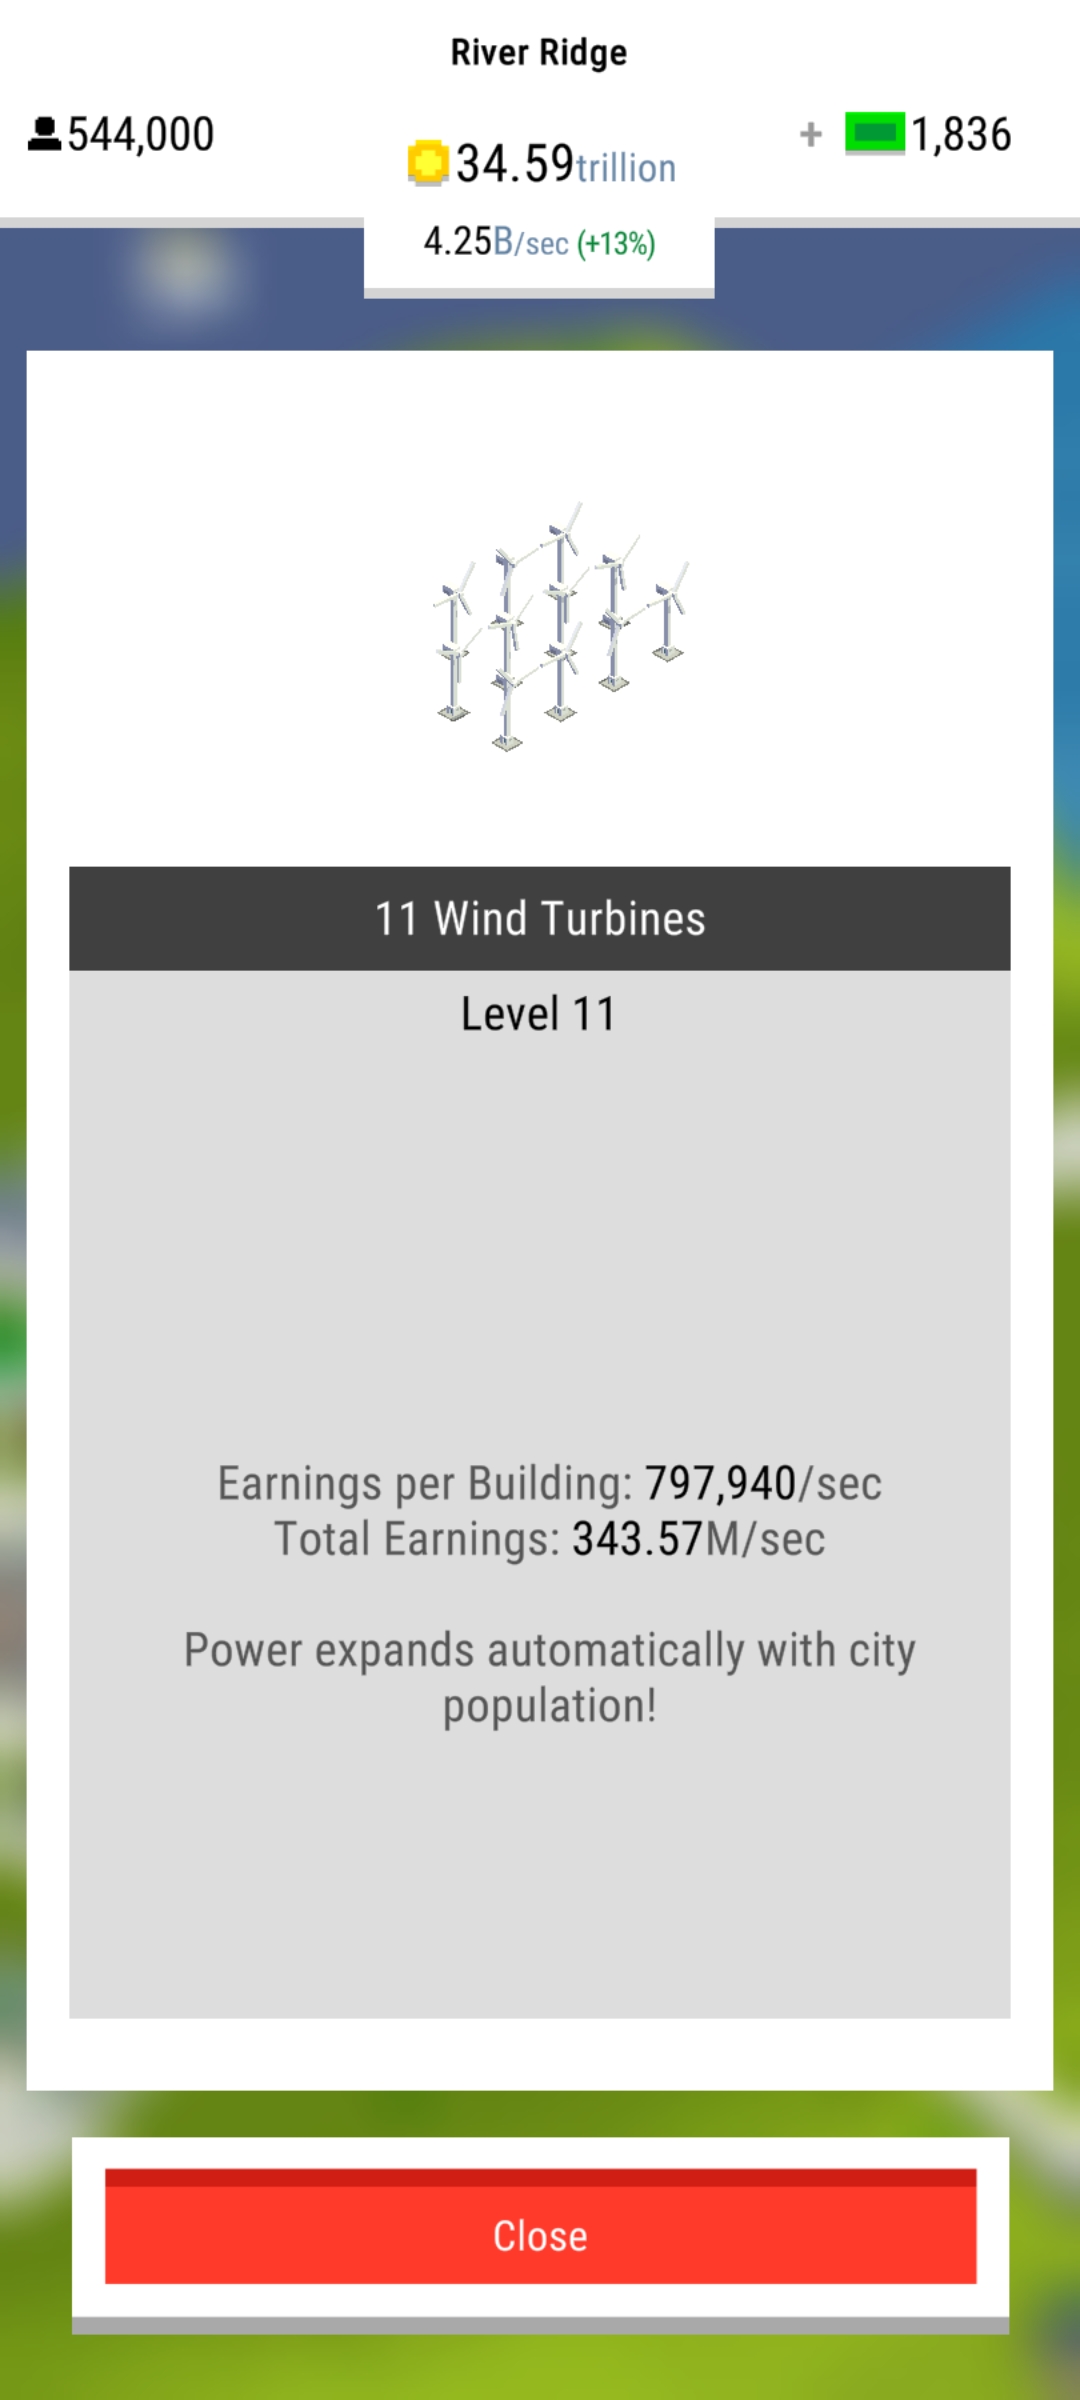 River Ridge
544,000
34.59trillion
+ 1,836
4.25B/sec (+13%)
11 Wind Turbines
Level 11
Earnings per Building: 797,940/sec
Total Earnings: 343.57M/sec
Power expands automatically with city
population!
Close